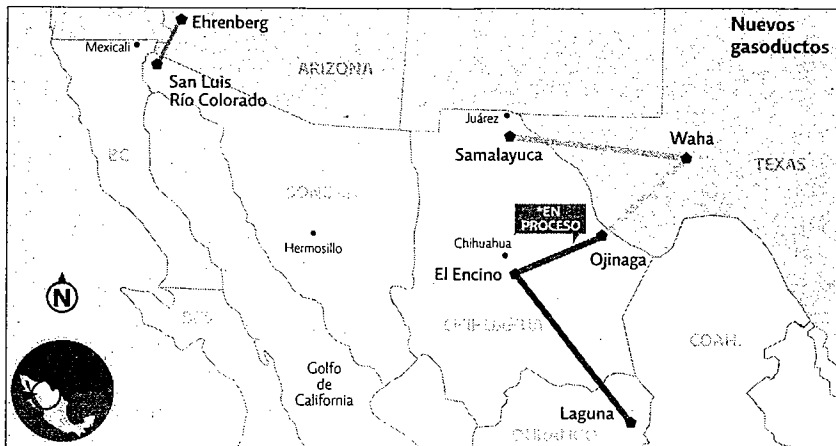 Nuevos
gasoductos
Ehrenberg
Mexicali
San Luis
Río Colorado
ARIZONA
Juárez
Samalayuca
Waha
TEXAS
BC
*EN
PROCESO
Hermosillo
Chihuahua
El Encino
Ojinaga
N
CHIHUAHUA
COAH.
Golfo
de
California
Laguna